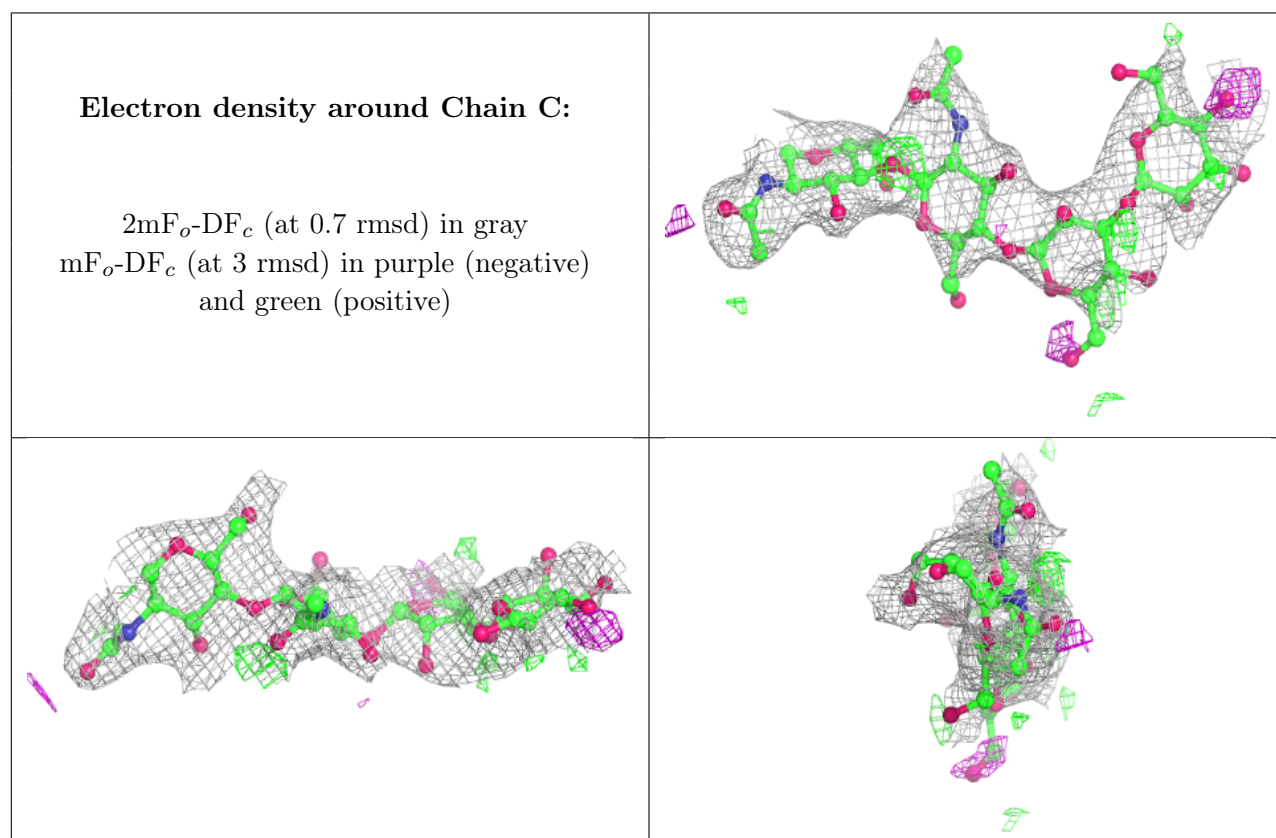 Electron density around Chain C:
2mFo-DFc (at 0.7 rmsd) in gray
mFo-DFc (at 3 rmsd) in purple (negative)
and green (positive)